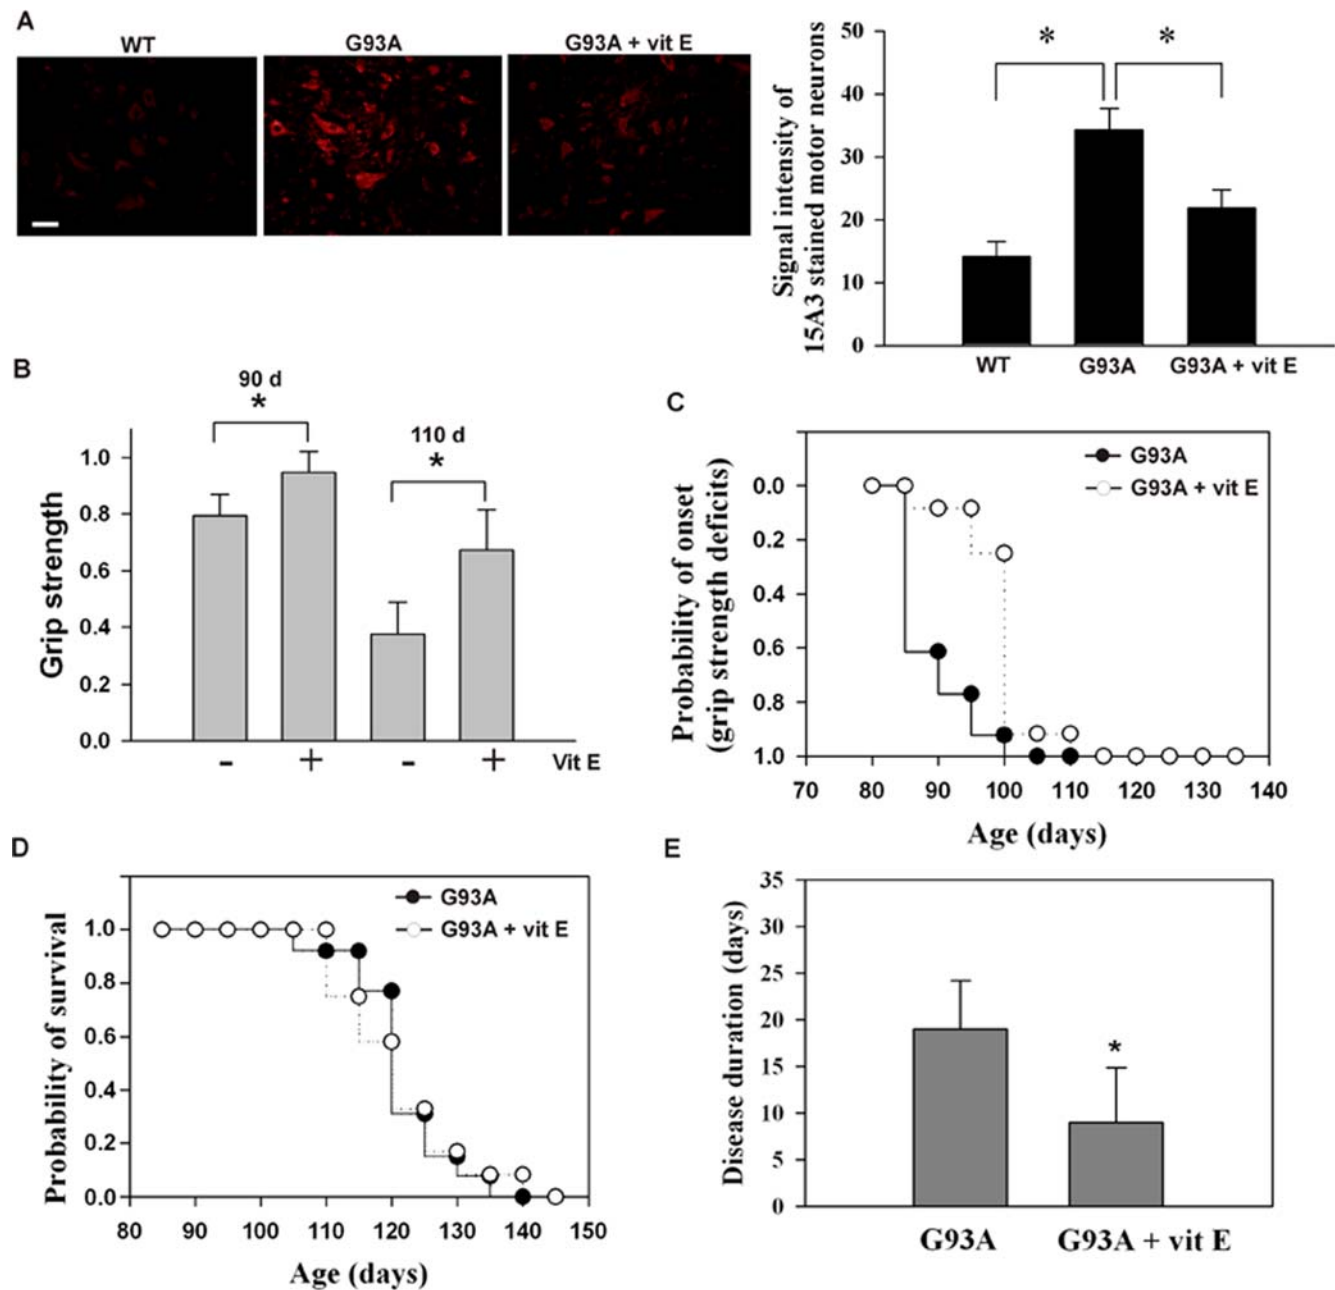 A
WT
G93A
G93A + vit E
Signal intensity of
15A3 stained motor neurons
50
40
30
20
10
0
*
*
WT
G93A
G93A + vit E
B
90 d
*
110 d
*
Grip strength
1.0
0.8
0.6
0.4
0.2
0.0
-
+
-
+
Vit E
C
G93A
G93A + vit E
Probability of onset
(grip strength deficits)
0.0
0.2
0.4
0.6
0.8
1.0
70 80 90 100 110 120 130 140
Age (days)
D
G93A
G93A + vit E
Probability of survival
1.0
0.8
0.6
0.4
0.2
0.0
80 90 100 110 120 130 140 150
Age (days)
E
Disease duration (days)
35
30
25
20
15
10
5
0
*
G93A
G93A + vit E